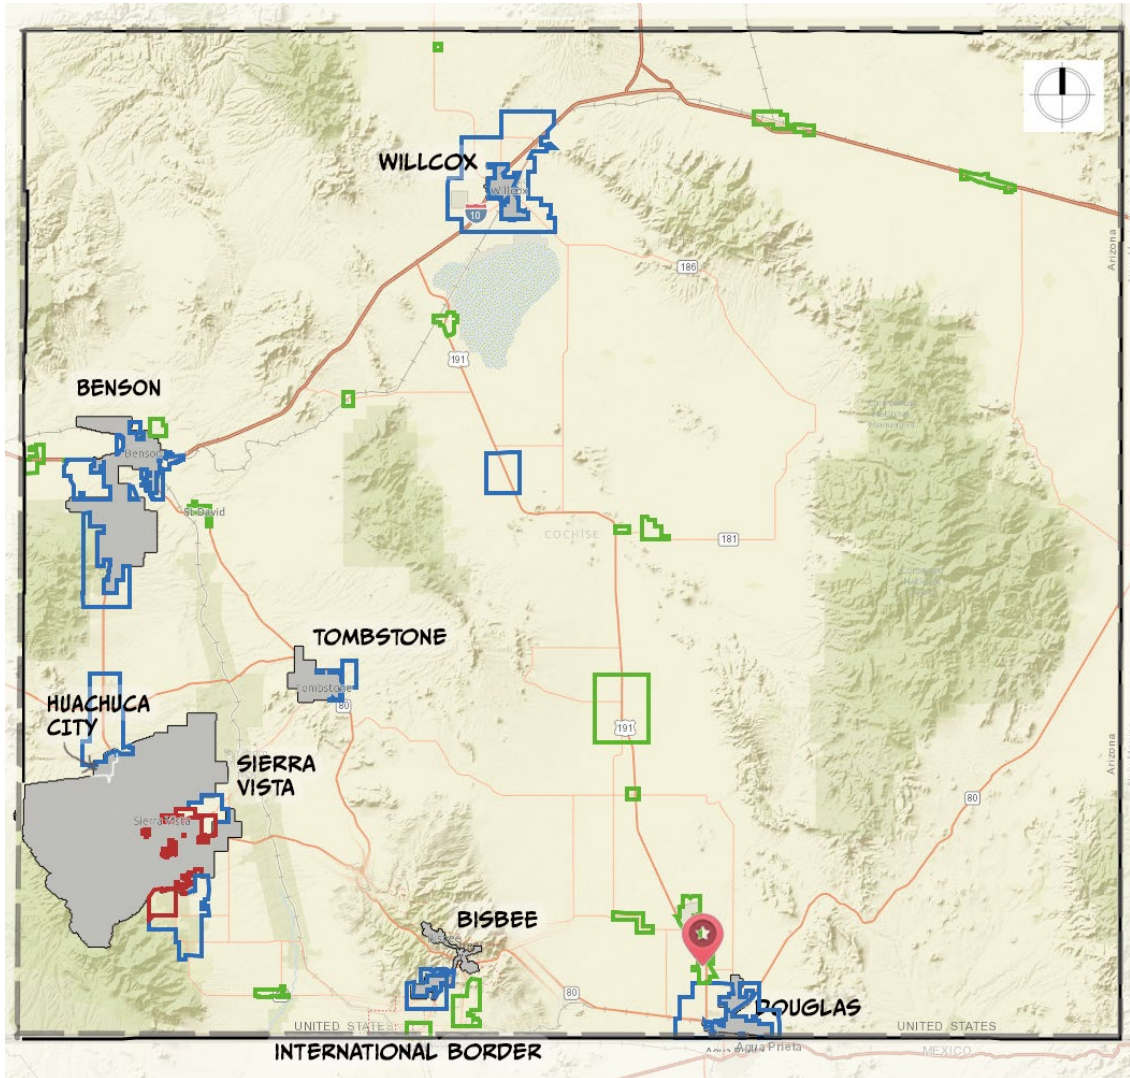 WILLCOX
Willcox
10
186
Arizona
191
BENSON
Benson
St David
COCHISE
181
TOMBSTONE
Tombstone
80
HUACHUCA
CITY
191
SIERRA
VISTA
Arizona
80
Sierra Vista
BISBEE
80
DOUGLAS
UNITED STATES
UNITED STATES
INTERNATIONAL BORDER
Agua Prieta
MÉXICO